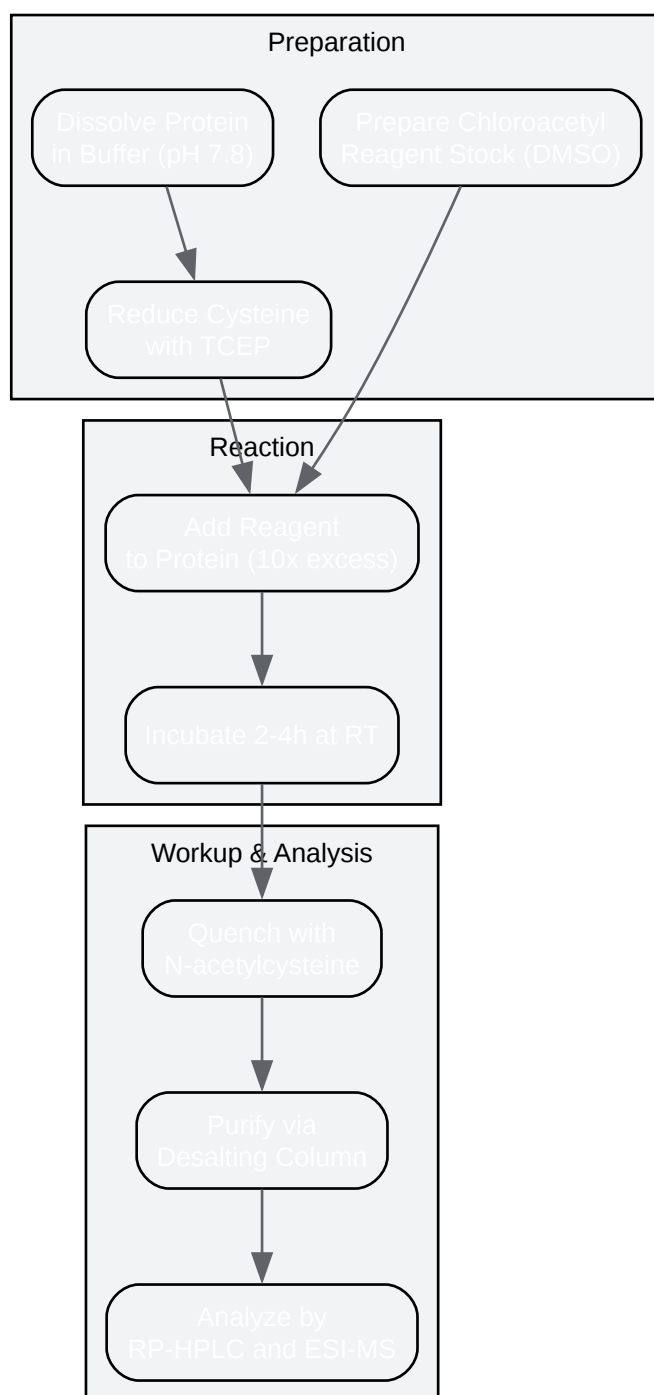 Preparation
Dissolve Protein
in Buffer (pH 7.8)
Prepare Chloroacetyl
Reagent Stock (DMSO)
Reduce Cysteine
with TCEP
Reaction
Add Reagent
to Protein (10x excess)
Incubate 2-4h at RT
Workup & Analysis
Quench with
N-acetylcysteine
Purify via
Desalting Column
Analyze by
RP-HPLC and ESI-MS